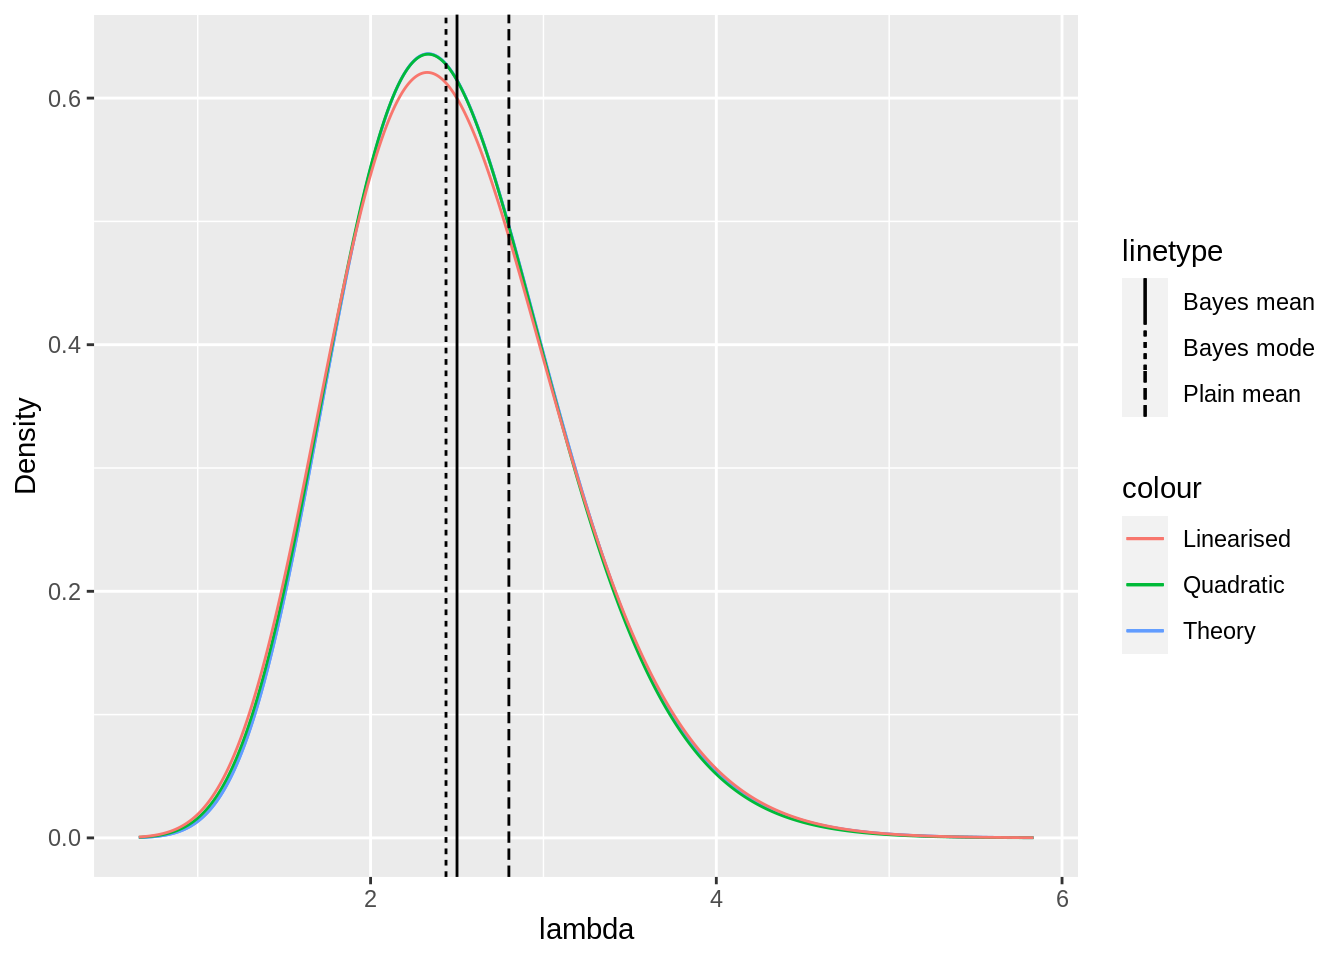 0.6
0.4
0.2
0.0
Density
2
4
6
lambda
linetype
Bayes mean
Bayes mode
Plain mean
colour
Linearised
Quadratic
Theory